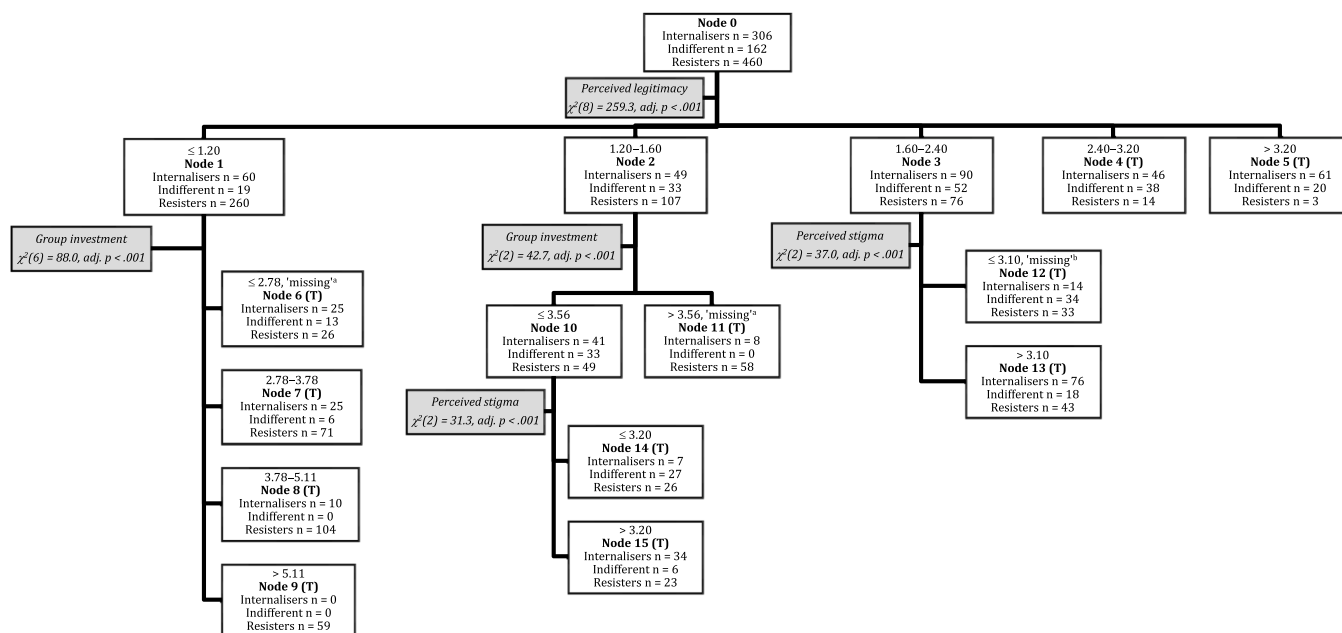 Node 0
Internalisers n = 306
Indifferent n = 162
Resisters n = 460
Perceived legitimacy
χ²(8) = 259.3, adj. p < .001
≤ 1.20
Node 1
Internalisers n = 60
Indifferent n = 19
Resisters n = 260
1.20–1.60
Node 2
Internalisers n = 49
Indifferent n = 33
Resisters n = 107
1.60–2.40
Node 3
Internalisers n = 90
Indifferent n = 52
Resisters n = 76
2.40–3.20
Node 4 (T)
Internalisers n = 46
Indifferent n = 38
Resisters n = 14
> 3.20
Node 5 (T)
Internalisers n = 61
Indifferent n = 20
Resisters n = 3
Group investment
χ²(6) = 88.0, adj. p < .001
Group investment
χ²(2) = 42.7, adj. p < .001
Perceived stigma
χ²(2) = 37.0, adj. p < .001
≤ 2.78, 'missing'ᵃ
Node 6 (T)
Internalisers n = 25
Indifferent n = 13
Resisters n = 26
2.78–3.78
Node 7 (T)
Internalisers n = 25
Indifferent n = 6
Resisters n = 71
3.78–5.11
Node 8 (T)
Internalisers n = 10
Indifferent n = 0
Resisters n = 104
> 5.11
Node 9 (T)
Internalisers n = 0
Indifferent n = 0
Resisters n = 59
≤ 3.56
Node 10
Internalisers n = 41
Indifferent n = 33
Resisters n = 49
> 3.56, 'missing'ᵃ
Node 11 (T)
Internalisers n = 8
Indifferent n = 0
Resisters n = 58
Perceived stigma
χ²(2) = 31.3, adj. p < .001
≤ 3.20
Node 14 (T)
Internalisers n = 7
Indifferent n = 27
Resisters n = 26
> 3.20
Node 15 (T)
Internalisers n = 34
Indifferent n = 6
Resisters n = 23
≤ 3.10, 'missing'ᵇ
Node 12 (T)
Internalisers n =14
Indifferent n = 34
Resisters n = 33
> 3.10
Node 13 (T)
Internalisers n = 76
Indifferent n = 18
Resisters n = 43